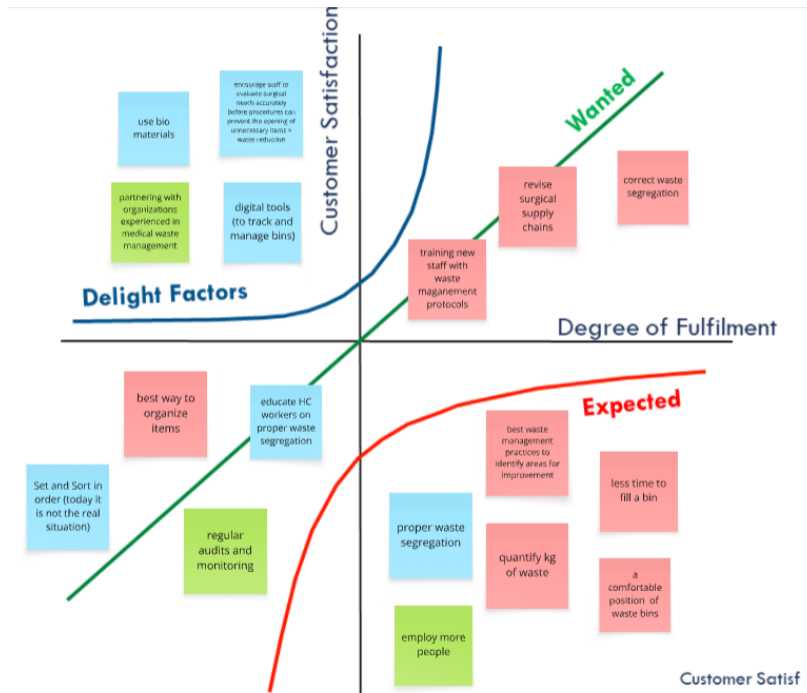 Customer Satisfaction
Wanted
use bio
materials
encourage staff to
evaluate surgical
needs accurately
before procedures can
prevent the opening of
unnecessary items =
waste reduction
partnering with
organizations
experienced in
medical waste
management
digital tools
(to track and
manage bins)
Delight Factors
revise
surgical
supply
chains
correct waste
segregation
training new
staff with
waste
maganement
protocols
Degree of Fulfilment
best way to
organize
items
educate HC
workers on
proper waste
segregation
Set and Sort in
order (today it
is not the real
situation)
regular
audits and
monitoring
Expected
best waste
management
practices to
identify areas for
improvement
less time to
fill a bin
proper waste
segregation
quantify kg
of waste
a
comfortable
position of
waste bins
employ more
people
Customer Satisf